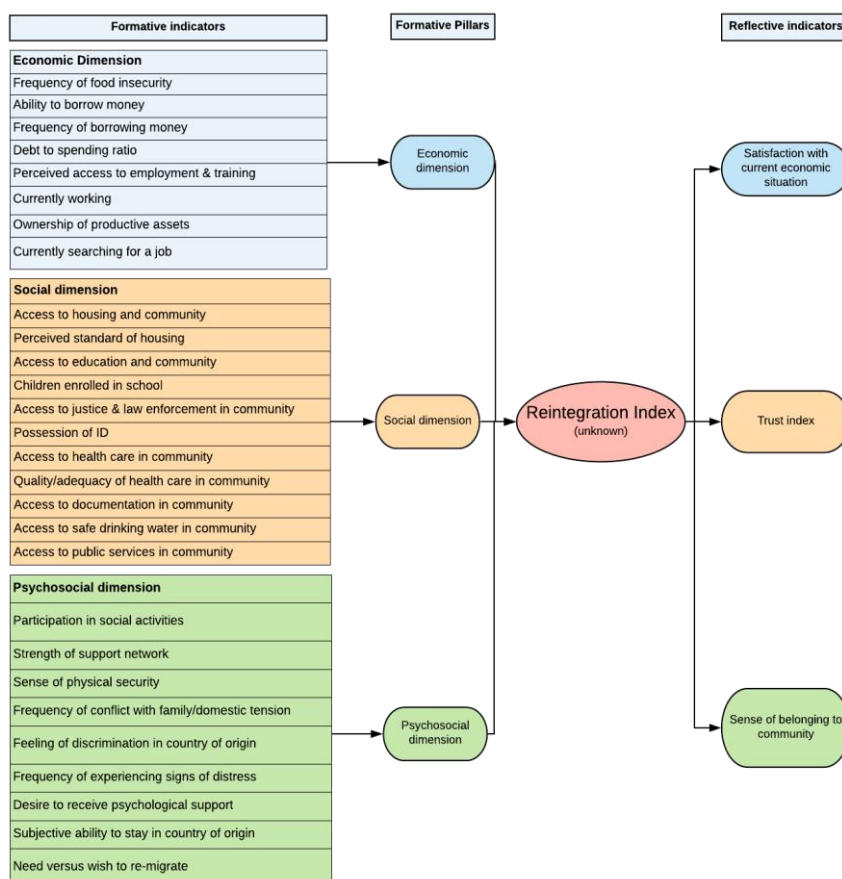 Formative indicators
Formative Pillars
Reflective indicators
Economic Dimension
Frequency of food insecurity
Ability to borrow money
Frequency of borrowing money
Debt to spending ratio
Perceived access to employment & training
Currently working
Ownership of productive assets
Currently searching for a job
Economic
dimension
Satisfaction with
current economic
situation
Social dimension
Access to housing and community
Perceived standard of housing
Access to education and community
Children enrolled in school
Access to justice & law enforcement in community
Possession of ID
Access to health care in community
Quality/adequacy of health care in community
Access to documentation in community
Access to safe drinking water in community
Access to public services in community
Social dimension
Reintegration Index
(unknown)
Trust index
Psychosocial dimension
Participation in social activities
Strength of support network
Sense of physical security
Frequency of conflict with family/domestic tension
Feeling of discrimination in country of origin
Frequency of experiencing signs of distress
Desire to receive psychological support
Subjective ability to stay in country of origin
Need versus wish to re-migrate
Psychosocial
dimension
Sense of belonging to
community